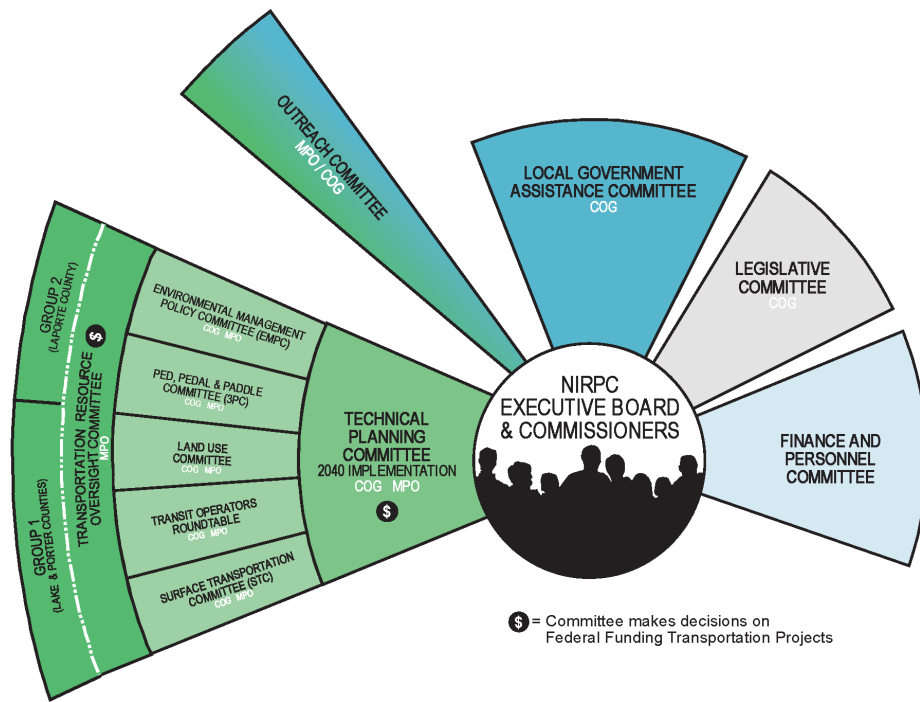 OUTREACH COMMITTEE
MPO / COG
LOCAL GOVERNMENT
ASSISTANCE COMMITTEE
COG
LEGISLATIVE
COMMITTEE
COG
FINANCE AND
PERSONNEL
COMMITTEE
NIRPC
EXECUTIVE BOARD
& COMMISSIONERS
TECHNICAL
PLANNING
COMMITTEE
2040 IMPLEMENTATION
COG MPO
$
ENVIRONMENTAL MANAGEMENT
POLICY COMMITTEE (EMPC)
COG MPO
PED, PEDAL & PADDLE
COMMITTEE (3PC)
COG MPO
LAND USE
COMMITTEE
COG MPO
TRANSIT OPERATORS
ROUNDTABLE
COG MPO
SURFACE TRANSPORTATION
COMMITTEE (STC)
COG MPO
TRANSPORTATION RESOURCE
OVERSIGHT COMMITTEE
MPO
$
GROUP 2
(LAPORTE COUNTY)
GROUP 1
(LAKE & PORTER COUNTIES)
$ = Committee makes decisions on
Federal Funding Transportation Projects